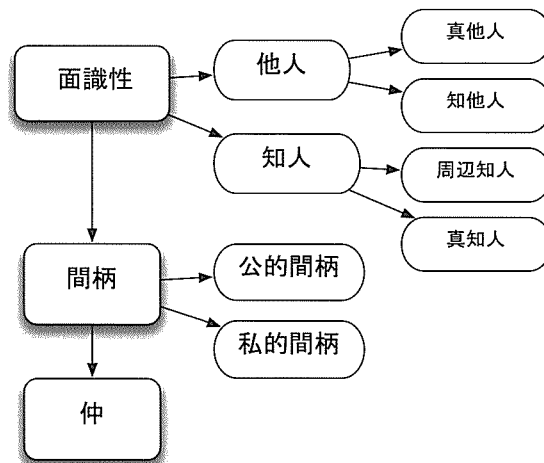 面識性
他人
真他人
知他人
知人
周辺知人
真知人
間柄
公的間柄
私的間柄
仲